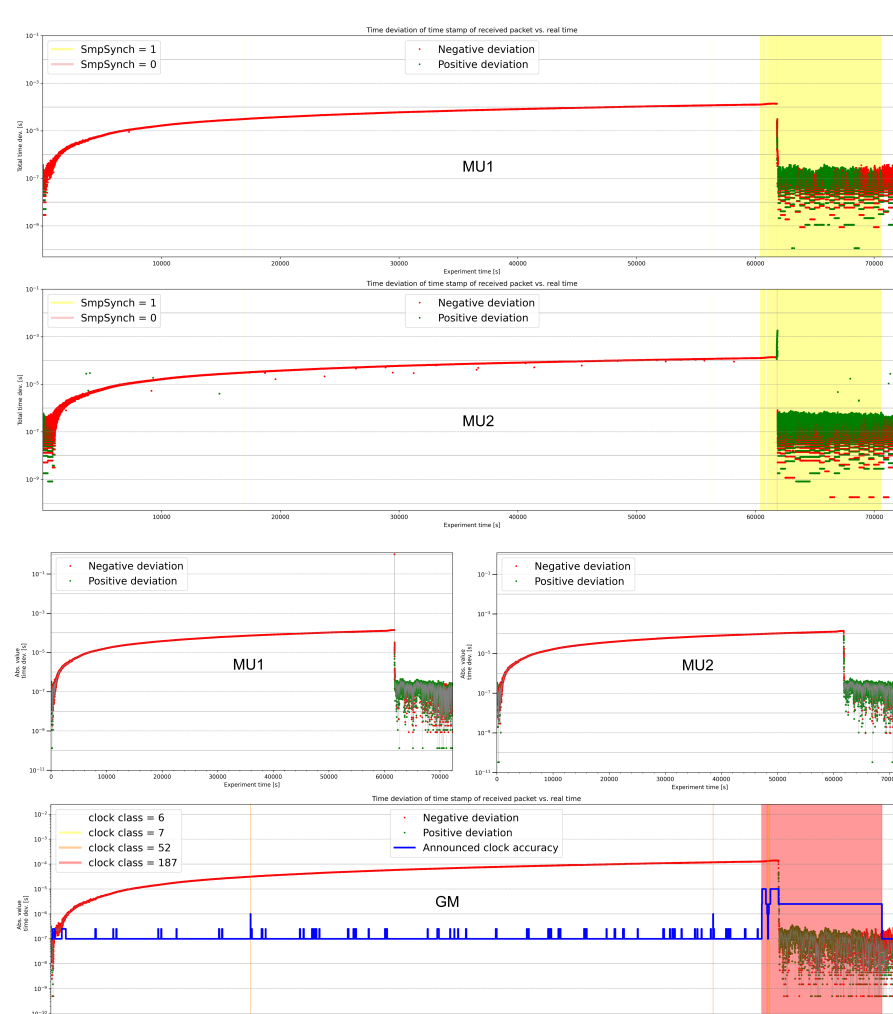 Time deviation of time stamp of received packet vs. real time
SmpSynch = 1
SmpSynch = 0
Negative deviation
Positive deviation
Total time dev. [s]
10⁻¹
10⁻³
10⁻⁵
10⁻⁷
10⁻⁹
MU1
10000 20000 30000 40000 50000 60000 70000
Experiment time [s]
Time deviation of time stamp of received packet vs. real time
SmpSynch = 1
SmpSynch = 0
Negative deviation
Positive deviation
Total time dev. [s]
10⁻¹
10⁻³
10⁻⁵
10⁻⁷
10⁻⁹
MU2
10000 20000 30000 40000 50000 60000 70000
Experiment time [s]
Negative deviation
Positive deviation
Abs. value
time dev. [s]
10⁻¹
10⁻³
10⁻⁵
10⁻⁷
10⁻⁹
10⁻¹¹
MU1
0 10000 20000 30000 40000 50000 60000 70000
Experiment time [s]
Negative deviation
Positive deviation
Abs. value
time dev. [s]
10⁻¹
10⁻³
10⁻⁵
10⁻⁷
10⁻⁹
10⁻¹¹
MU2
0 10000 20000 30000 40000 50000 60000 70000
Experiment time [s]
Time deviation of time stamp of received packet vs. real time
clock class = 6
clock class = 7
clock class = 52
clock class = 187
Negative deviation
Positive deviation
Announced clock accuracy
Abs. value
time dev. [s]
10⁻²
10⁻³
10⁻⁴
10⁻⁵
10⁻⁶
10⁻⁷
10⁻⁸
10⁻⁹
10⁻¹⁰
GM